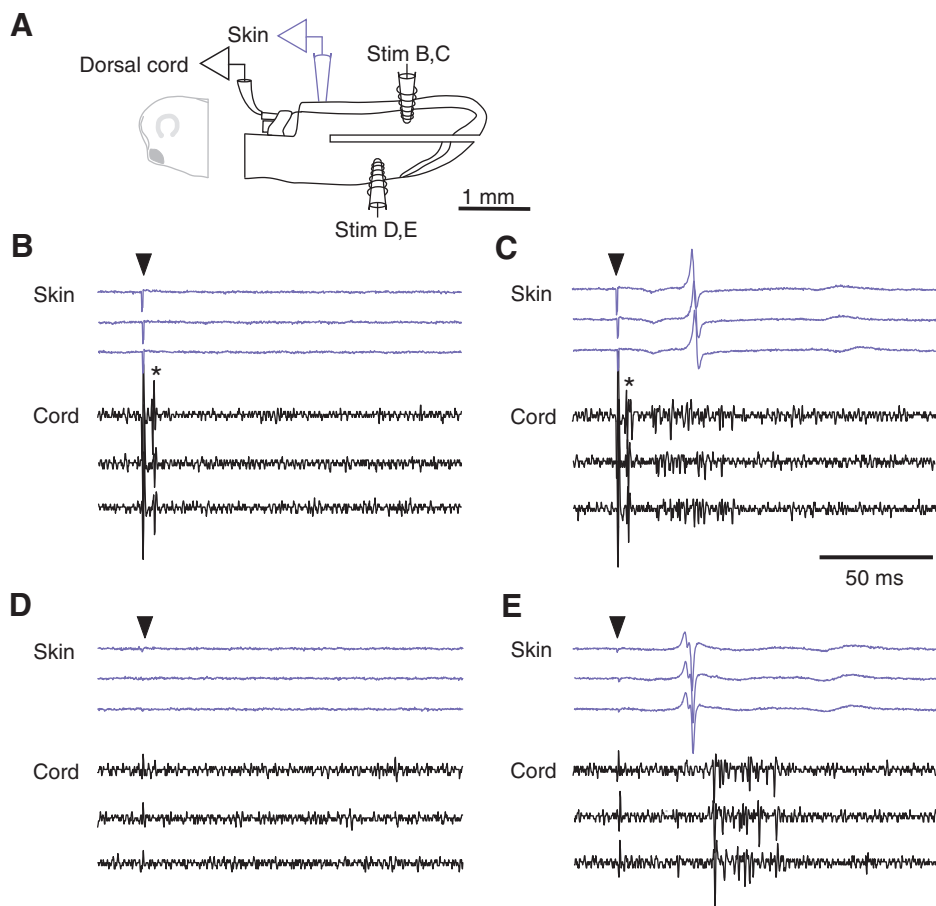 A
Skin
Dorsal cord
Stim B,C
1 mm
Stim D,E
B
Skin
*
Cord
C
Skin
*
Cord
50 ms
D
Skin
Cord
E
Skin
Cord